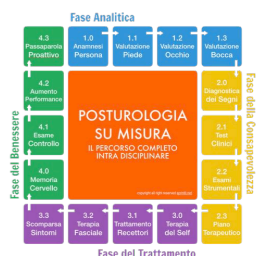 Fase Analitica
4.3
Passaparola
Proattivo
1.0
Anamnesi
Persona
1.1
Valutazione
Piede
1.2
Valutazione
Occhio
1.3
Valutazione
Bocca
4.2
Aumento
Performance
4.1
Esame
Controllo
4.0
Memoria
Cervello
Fase del Benessere
POSTUROLOGIA
SU MISURA
IL PERCORSO COMPLETO
INTRA DISCIPLINARE
copyright all right reserved
2.0
Diagnostica
dei Segni
2.1
Test
Clinici
2.2
Esami
Strumentali
Fase della Consapevolezza
3.3
Scomparsa
Sintomi
3.2
Terapia
Fasciale
3.1
Trattamento
Recettori
3.0
Terapia
del Self
2.3
Piano
Terapeutico
Fase del Trattamento